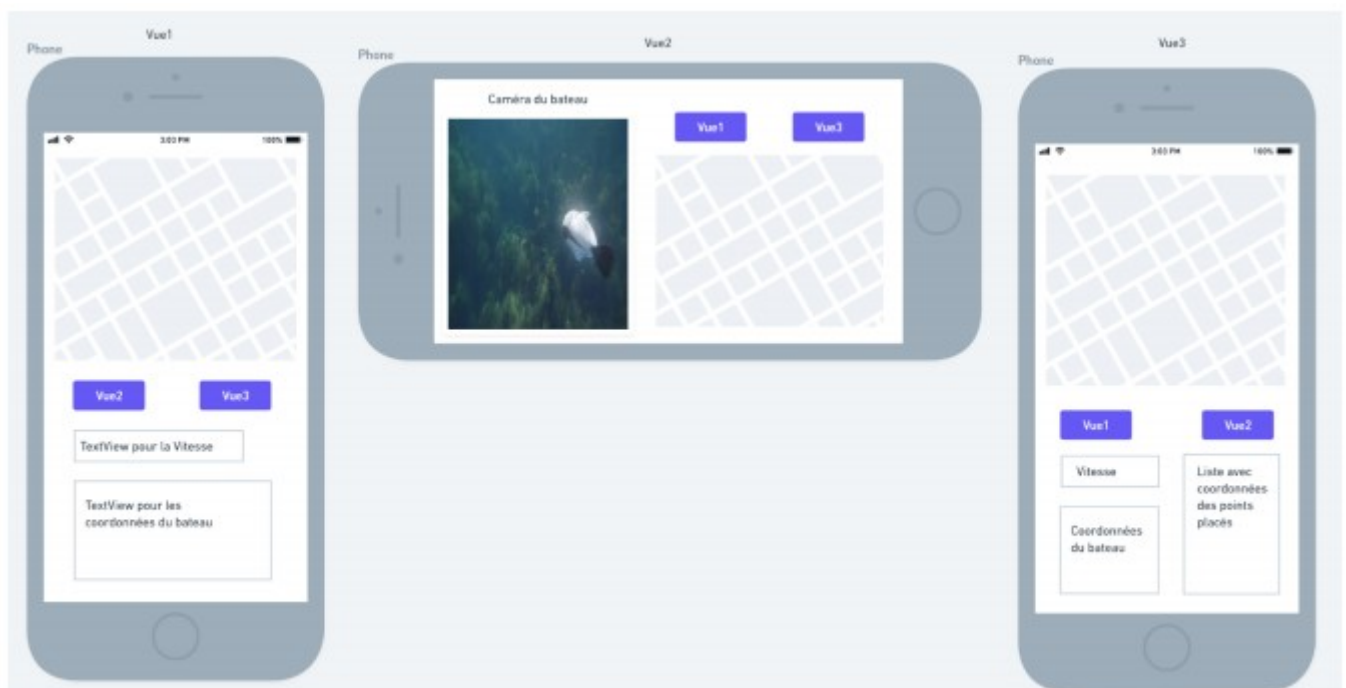 Vue1
Phone
3:03 PM
100%
Vue2
Vue3
TextView pour la Vitesse
TextView pour les
coordonnées du bateau
Vue2
Phone
Caméra du bateau
Vue1
Vue3
Vue3
Phone
3:03 PM
100%
Vue1
Vue2
Vitesse
Coordonnées
du bateau
Liste avec
coordonnées
des points
placés